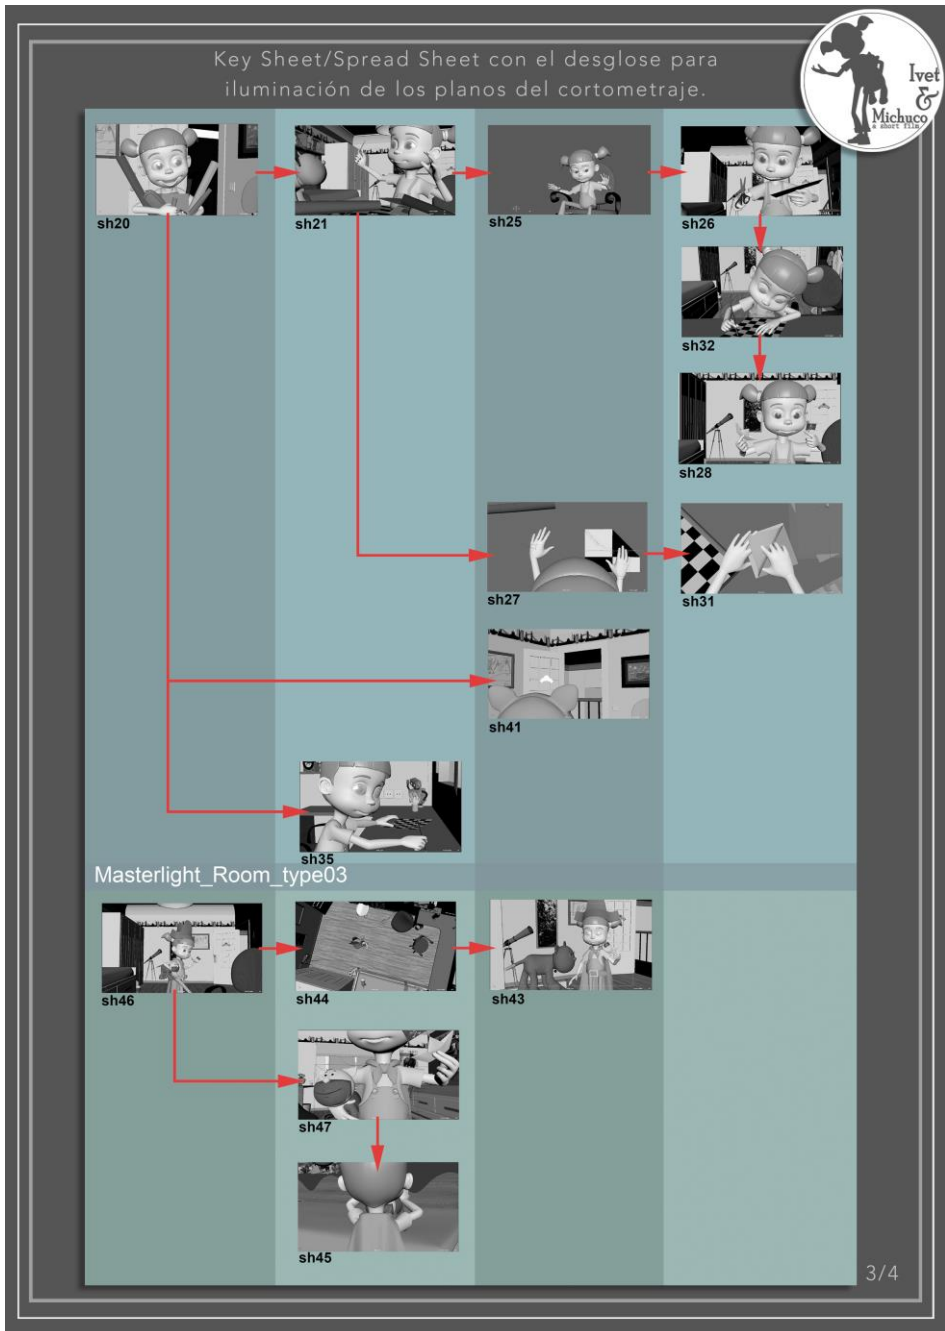 Key Sheet/Spread Sheet con el desglose para
iluminación de los planos del cortometraje.
Ivet
&
Michuco
a short film
sh20
sh21
sh25
sh26
sh32
sh28
sh27
sh31
sh41
sh35
Masterlight_Room_type03
sh46
sh44
sh43
sh47
sh45
3/4